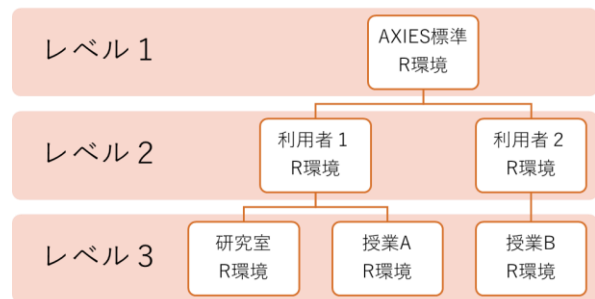 レベル 1
AXIES標準
R環境
レベル 2
利用者 1
R環境
利用者 2
R環境
レベル 3
研究室
R環境
授業A
R環境
授業B
R環境